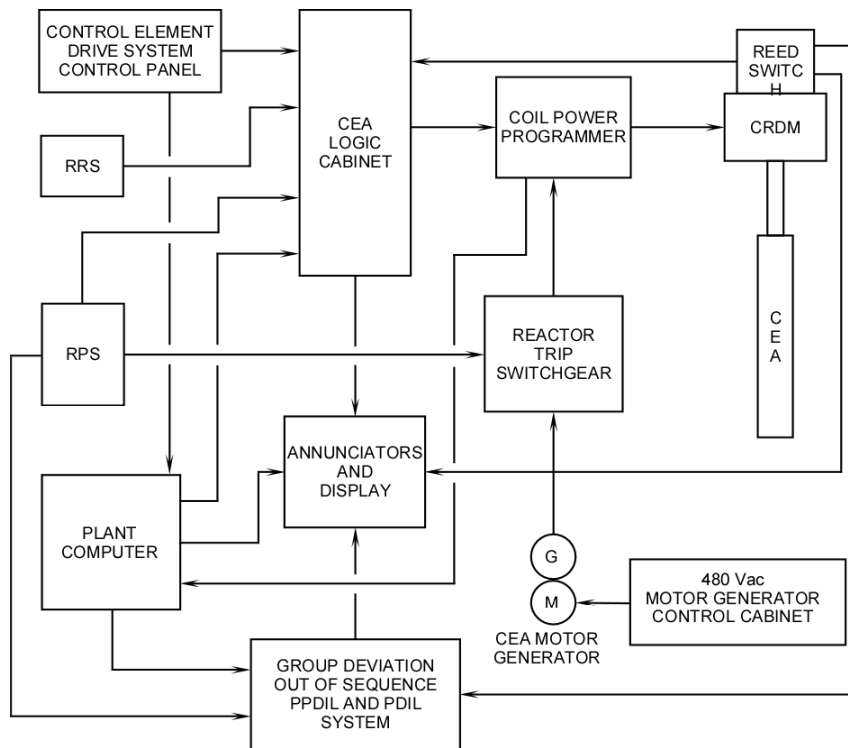 CONTROL ELEMENT
DRIVE SYSTEM
CONTROL PANEL
REED
SWITC
H
CEA
LOGIC
CABINET
COIL POWER
PROGRAMMER
CRDM
RRS
RPS
REACTOR
TRIP
SWITCHGEAR
C
E
A
ANNUNCIATORS
AND
DISPLAY
PLANT
COMPUTER
G
M
CEA MOTOR
GENERATOR
480 Vac
MOTOR GENERATOR
CONTROL CABINET
GROUP DEVIATION
OUT OF SEQUENCE
PPDIL AND PDIL
SYSTEM